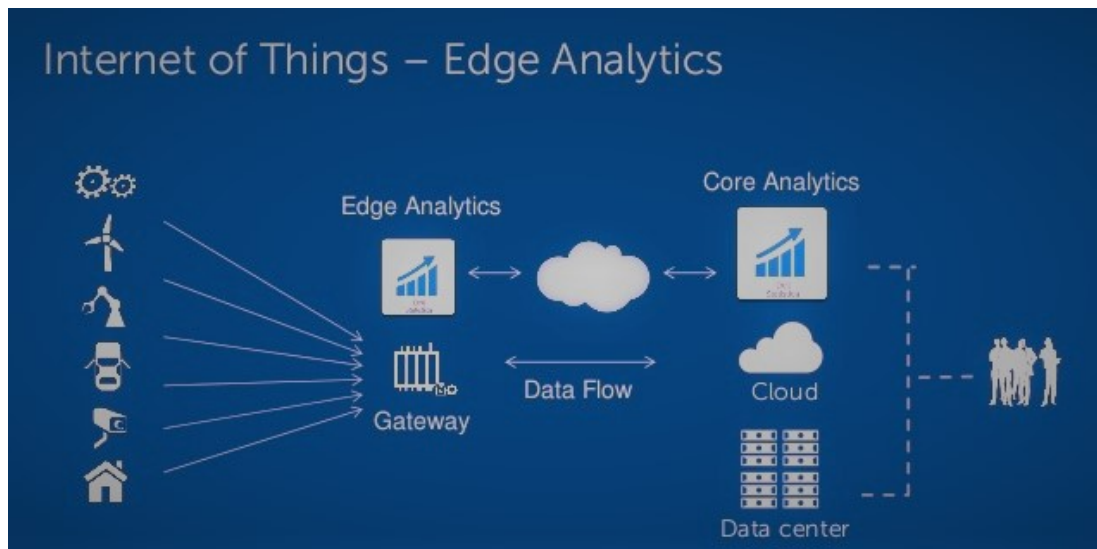 Internet of Things – Edge Analytics
Core Analytics
Edge Analytics
Data Flow
Cloud
Gateway
Data center